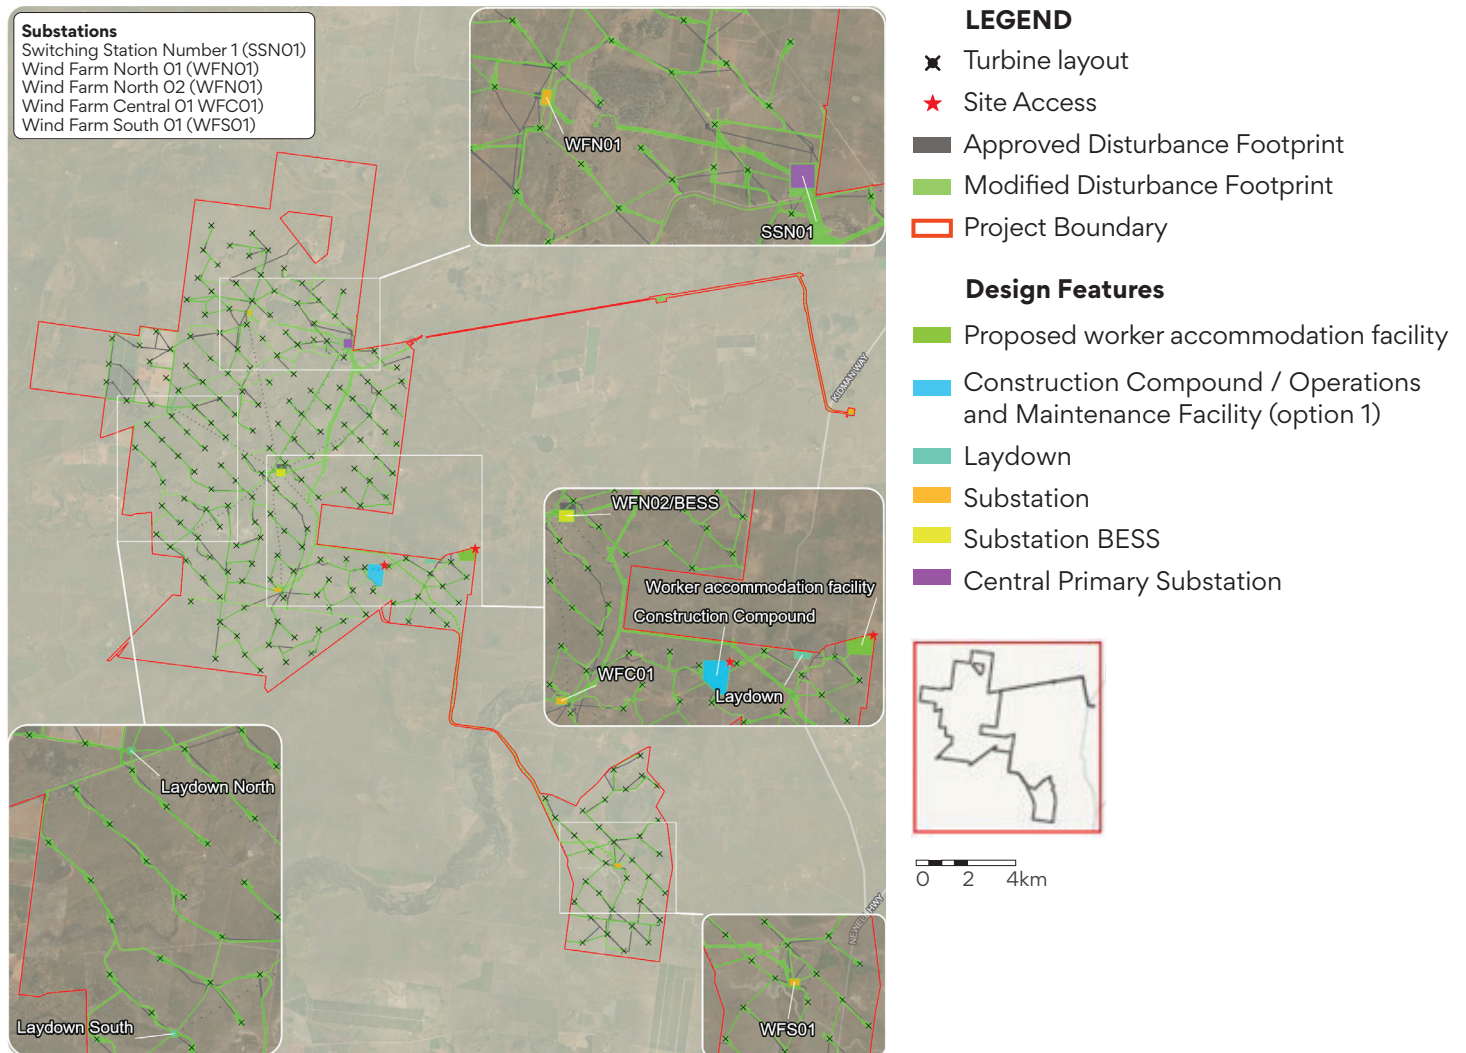 Substations
Switching Station Number 1 (SSN01)
Wind Farm North 01 (WFN01)
Wind Farm North 02 (WFN01)
Wind Farm Central 01 WFC01)
Wind Farm South 01 (WFS01)
WFN01
SSN01
KIDMAN WAY
WFN02/BESS
Worker accommodation facility
Construction Compound
WFC01
Laydown
Laydown North
Laydown South
WFS01
HWY
LEGEND
Turbine layout
Site Access
Approved Disturbance Footprint
Modified Disturbance Footprint
Project Boundary
Design Features
Proposed worker accommodation facility
Construction Compound / Operations
and Maintenance Facility (option 1)
Laydown
Substation
Substation BESS
Central Primary Substation
0 2 4km